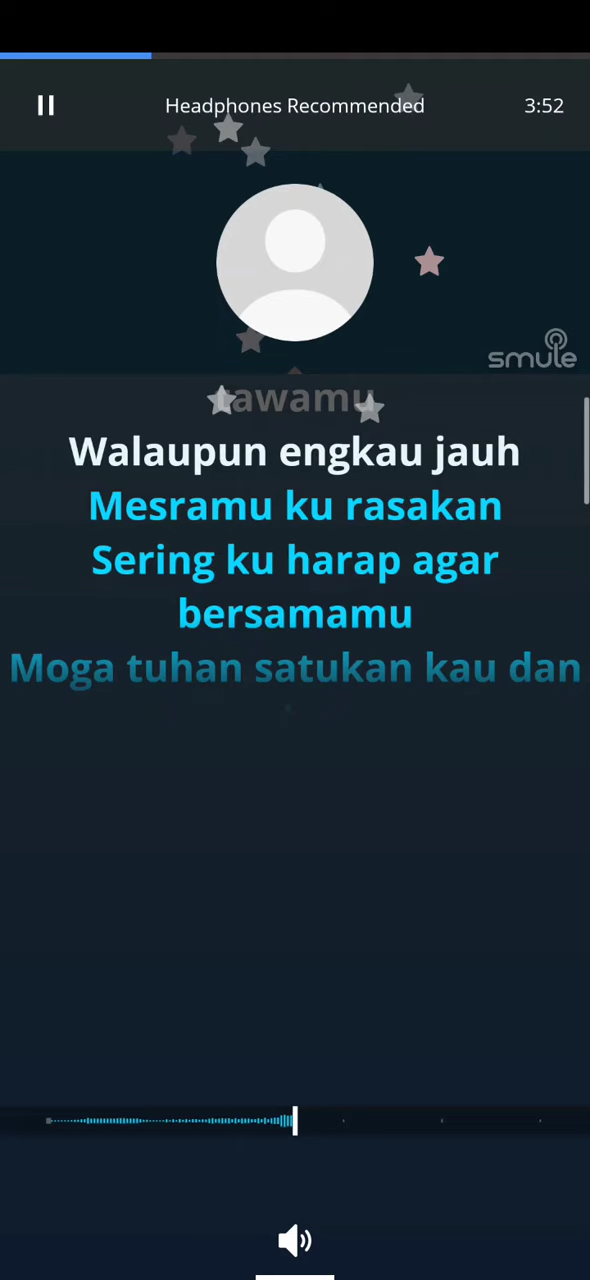 Headphones Recommended
3:52
smule
Walaupun engkau jauh
Mesramu ku rasakan
Sering ku harap agar
bersamamu
Moga tuhan satukan kau dan